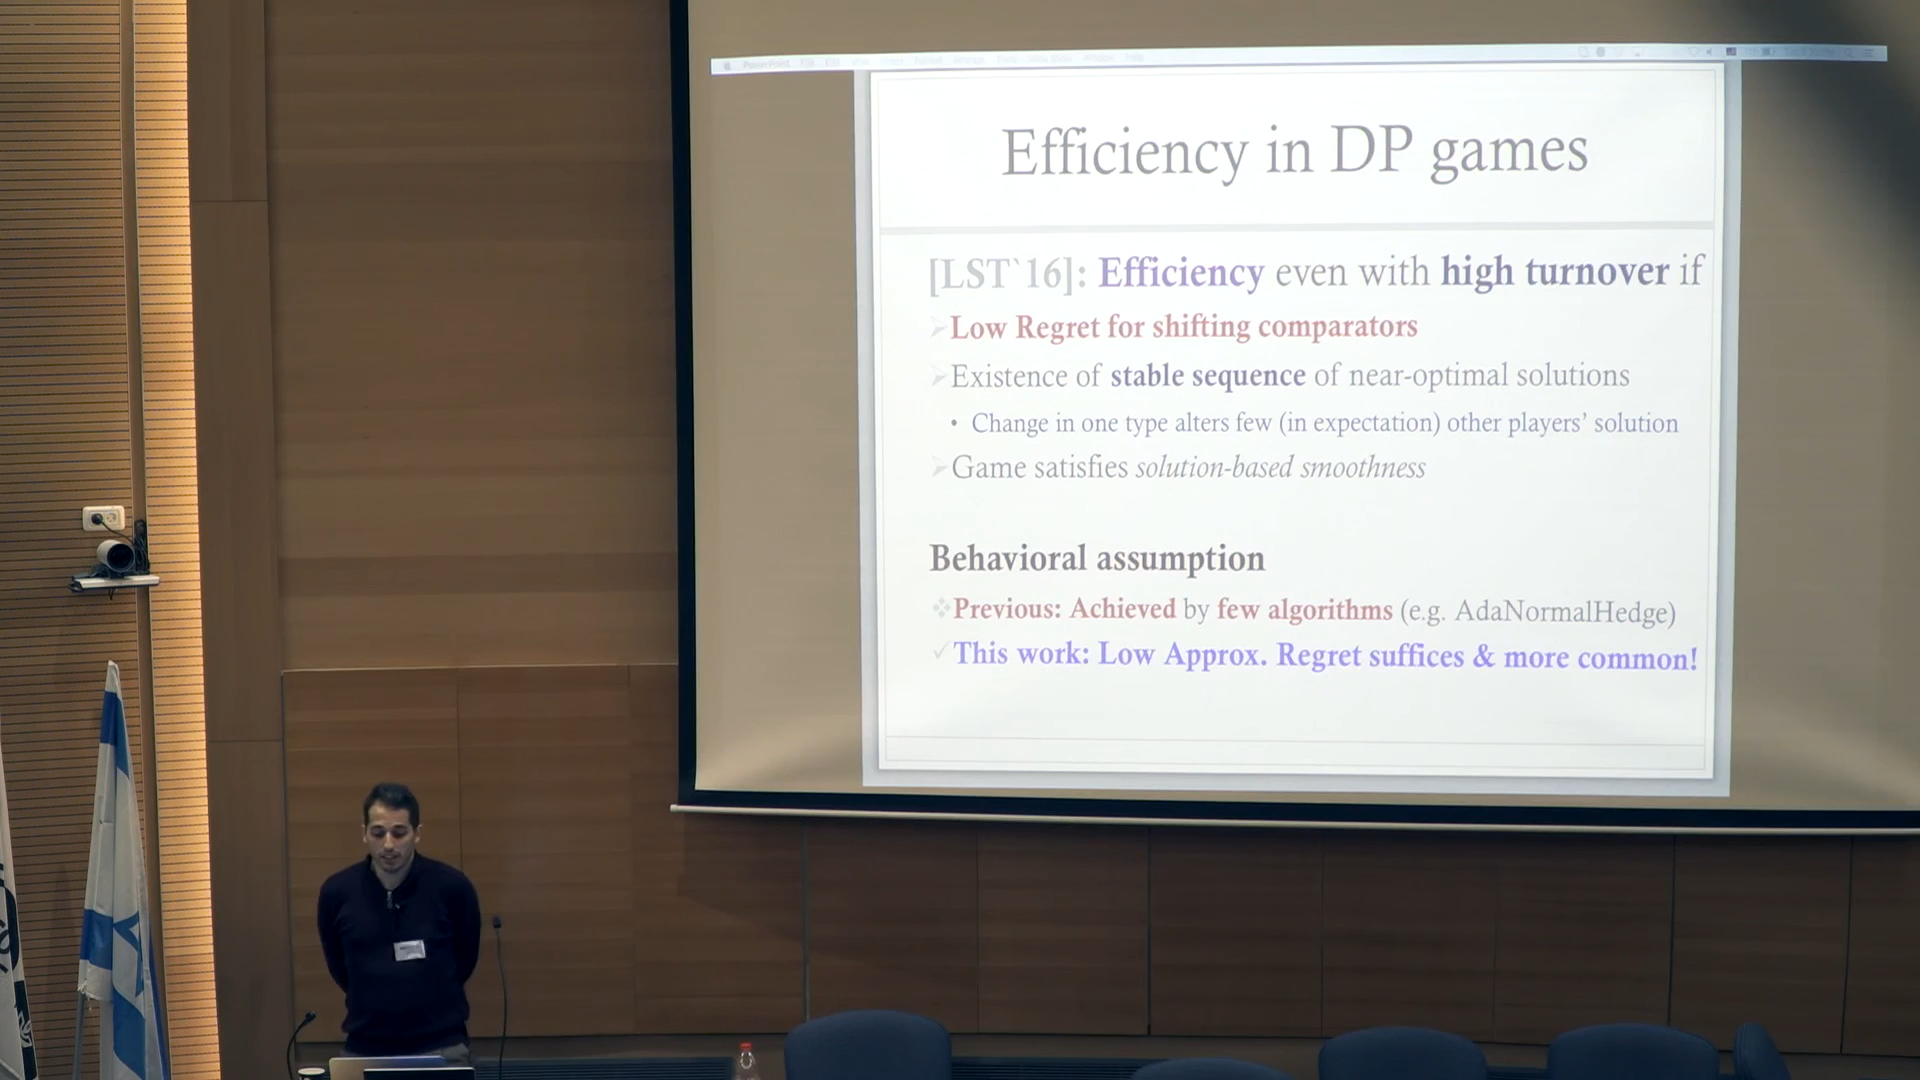 PowerPoint
Efficiency in DP games
[LST`16]: Efficiency even with high turnover if
Low Regret for shifting comparators
Existence of stable sequence of near-optimal solutions
• Change in one type alters few (in expectation) other players’ solution
Game satisfies solution-based smoothness
Behavioral assumption
Previous: Achieved by few algorithms (e.g. AdaNormalHedge)
This work: Low Approx. Regret suffices & more common!